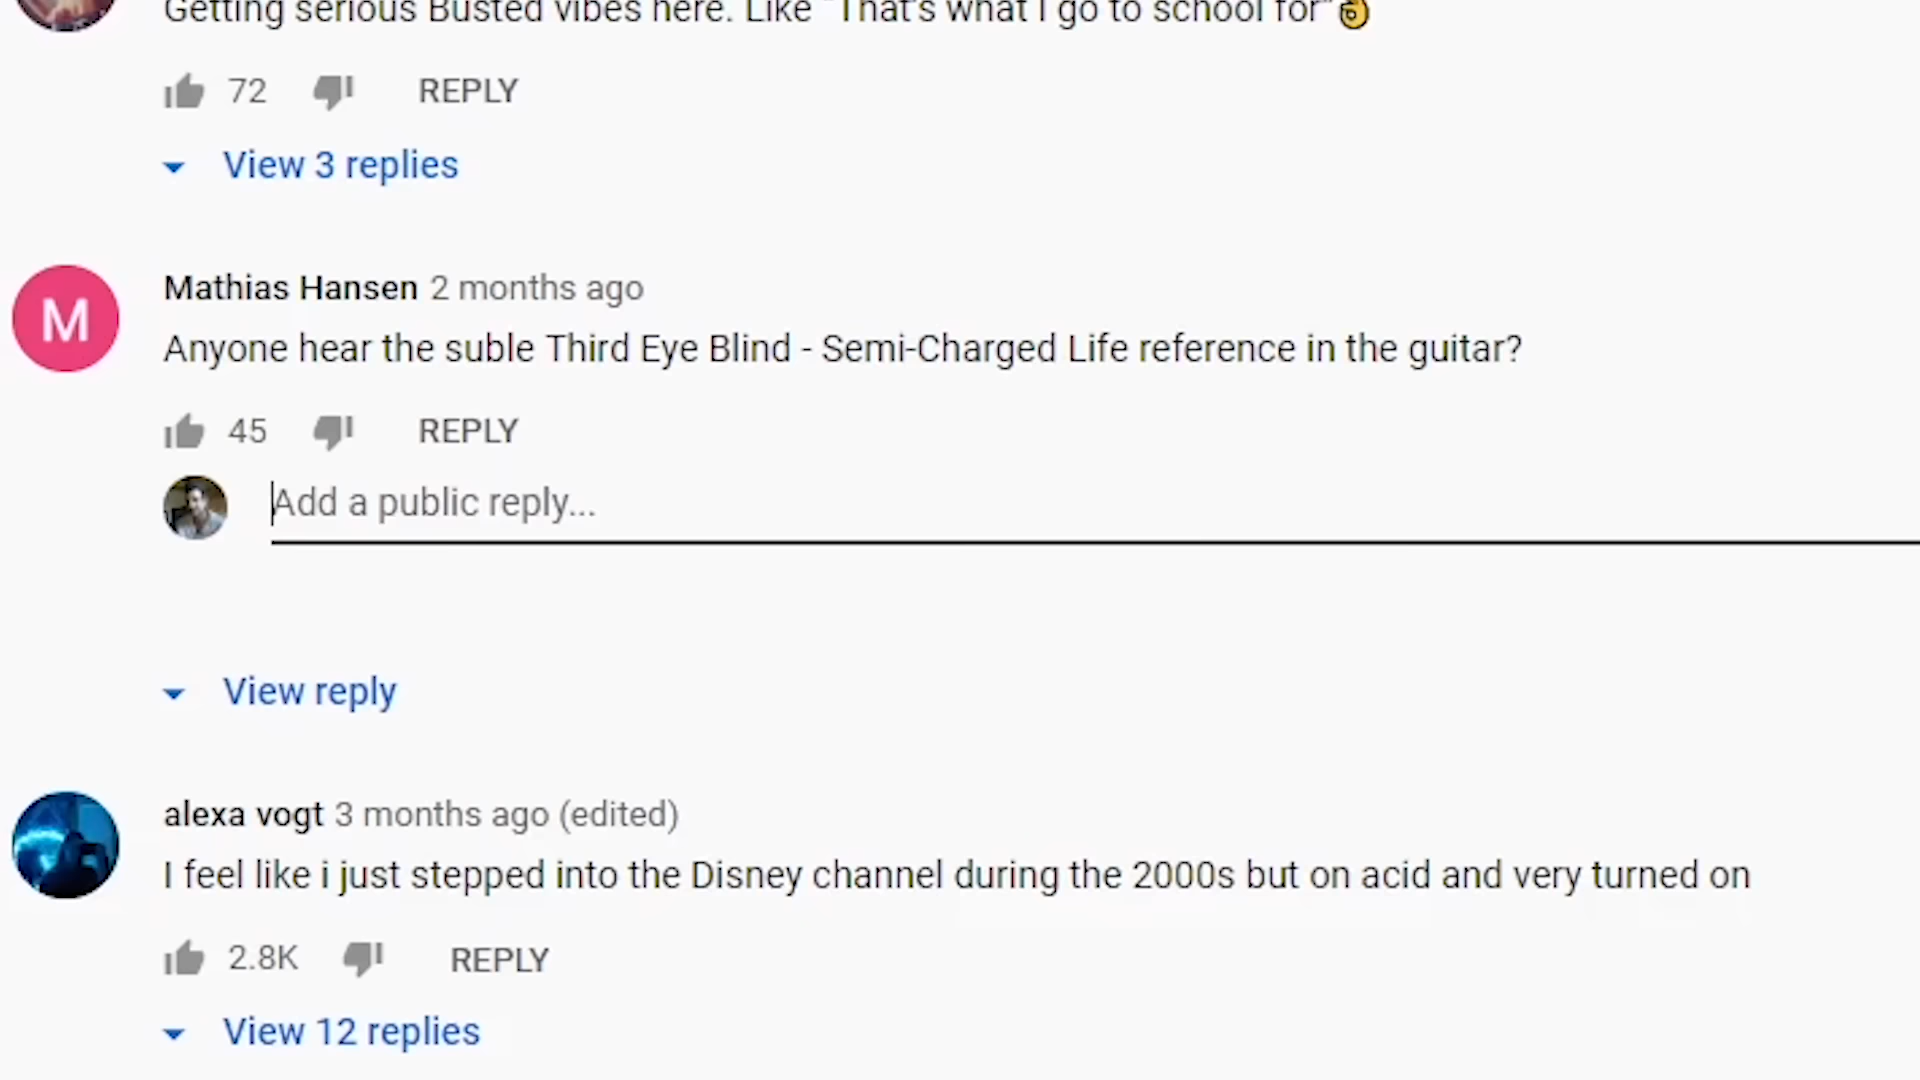 Getting serious Busted vibes here. Like "That's what I go to school for"
72 REPLY
View 3 replies
M
Mathias Hansen 2 months ago
Anyone hear the suble Third Eye Blind - Semi-Charged Life reference in the guitar?
45 REPLY
Add a public reply...
View reply
alexa vogt 3 months ago (edited)
I feel like i just stepped into the Disney channel during the 2000s but on acid and very turned on
2.8K REPLY
View 12 replies